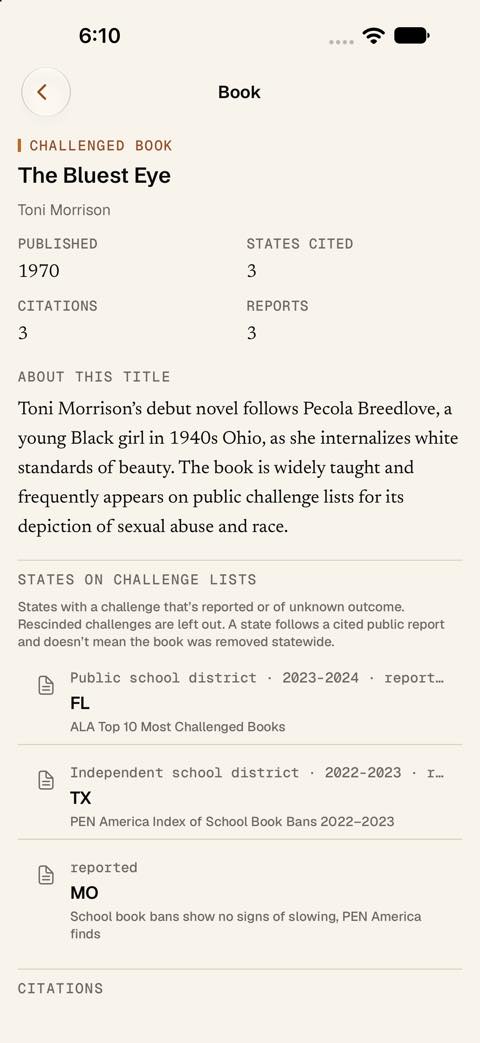 6:10
Book
CHALLENGED BOOK
The Bluest Eye
Toni Morrison
PUBLISHED
STATES CITED
1970
3
CITATIONS
REPORTS
3
3
ABOUT THIS TITLE
Toni Morrison’s debut novel follows Pecola Breedlove, a
young Black girl in 1940s Ohio, as she internalizes white
standards of beauty. The book is widely taught and
frequently appears on public challenge lists for its
depiction of sexual abuse and race.
STATES ON CHALLENGE LISTS
States with a challenge that’s reported or of unknown outcome.
Rescinded challenges are left out. A state follows a cited public report
and doesn’t mean the book was removed statewide.
Public school district · 2023-2024 · report…
FL
ALA Top 10 Most Challenged Books
Independent school district · 2022-2023 · r…
TX
PEN America Index of School Book Bans 2022–2023
reported
MO
School book bans show no signs of slowing, PEN America
finds
CITATIONS